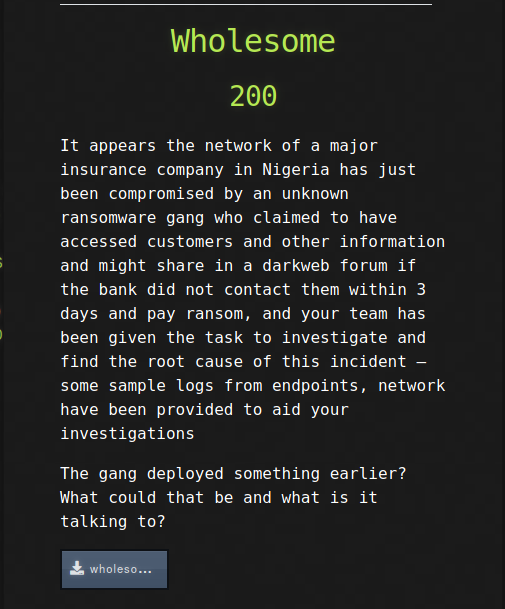 Wholesome
200
It appears the network of a major
insurance company in Nigeria has just
been compromised by an unknown
ransomware gang who claimed to have
accessed customers and other information
and might share in a darkweb forum if
the bank did not contact them within 3
days and pay ransom, and your team has
been given the task to investigate and
find the root cause of this incident –
some sample logs from endpoints, network
have been provided to aid your
investigations
The gang deployed something earlier?
What could that be and what is it
talking to?
wholeso...